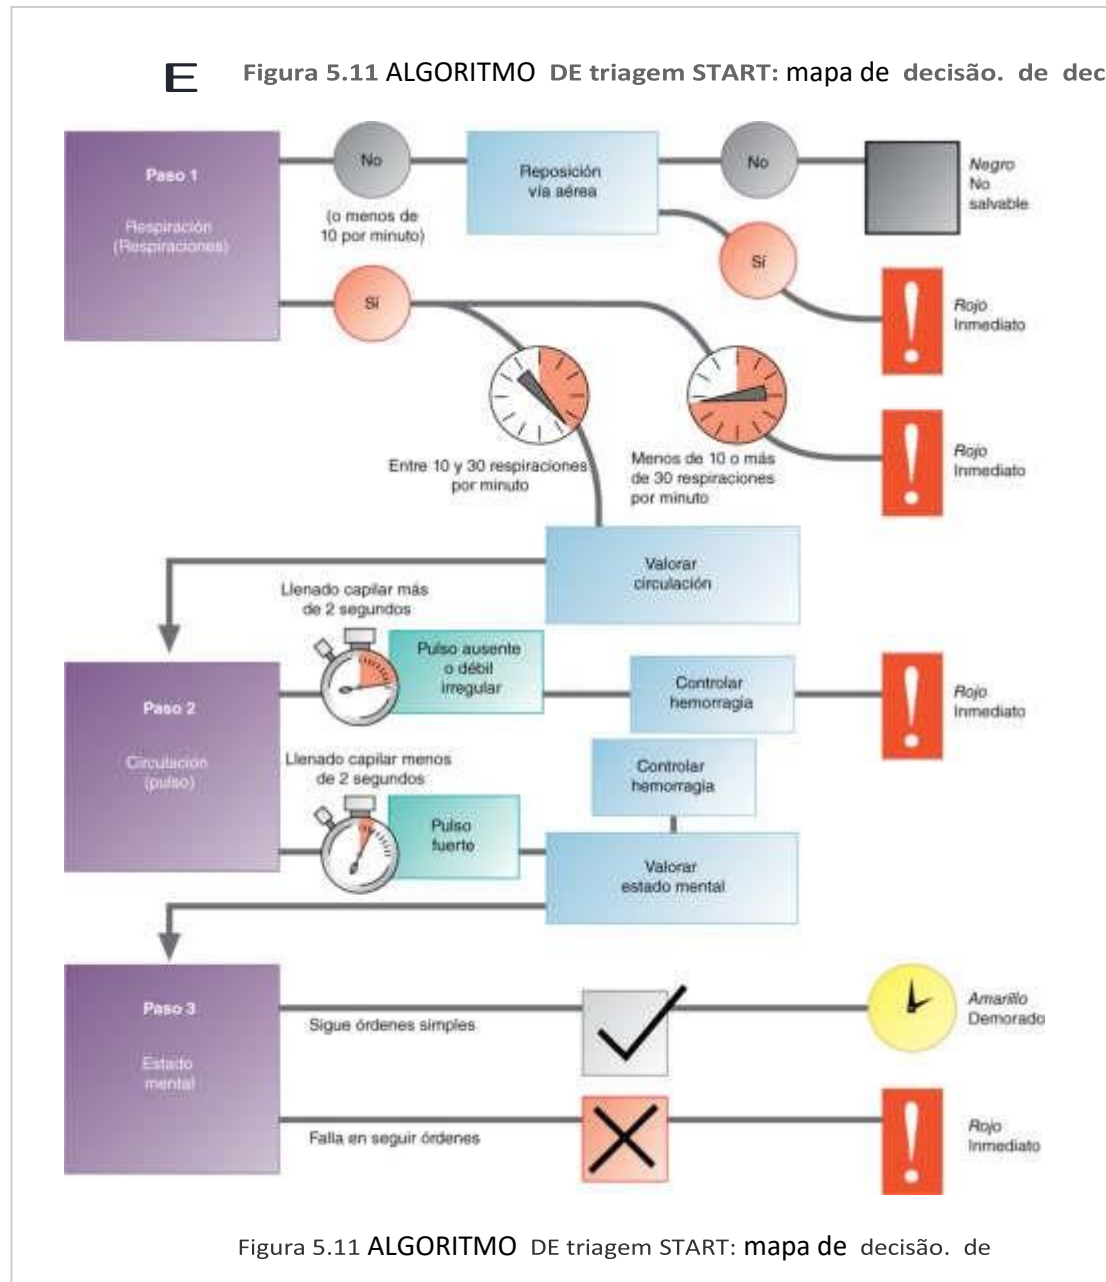 E
Figura 5.11 ALGORITMO DE triagem START: mapa de decisão. de dec
Paso 1
Respiración
(Respiraciones)
No
(o menos de
10 por minuto)
Reposición
vía aérea
No
Negro
No
salvable
Sí
Rojo
Inmediato
Sí
Entre 10 y 30 respiraciones
por minuto
Menos de 10 o más
de 30 respiraciones
por minuto
Rojo
Inmediato
Valorar
circulación
Paso 2
Circulación
(pulso)
Llenado capilar más
de 2 segundos
Pulso ausente
o débil
irregular
Controlar
hemorragia
Rojo
Inmediato
Llenado capilar menos
de 2 segundos
Pulso
fuerte
Controlar
hemorragia
Valorar
estado mental
Paso 3
Estado
mental
Sigue órdenes simples
Amarillo
Demorado
Falla en seguir órdenes
Rojo
Inmediato
Figura 5.11 ALGORITMO DE triagem START: mapa de decisão. de